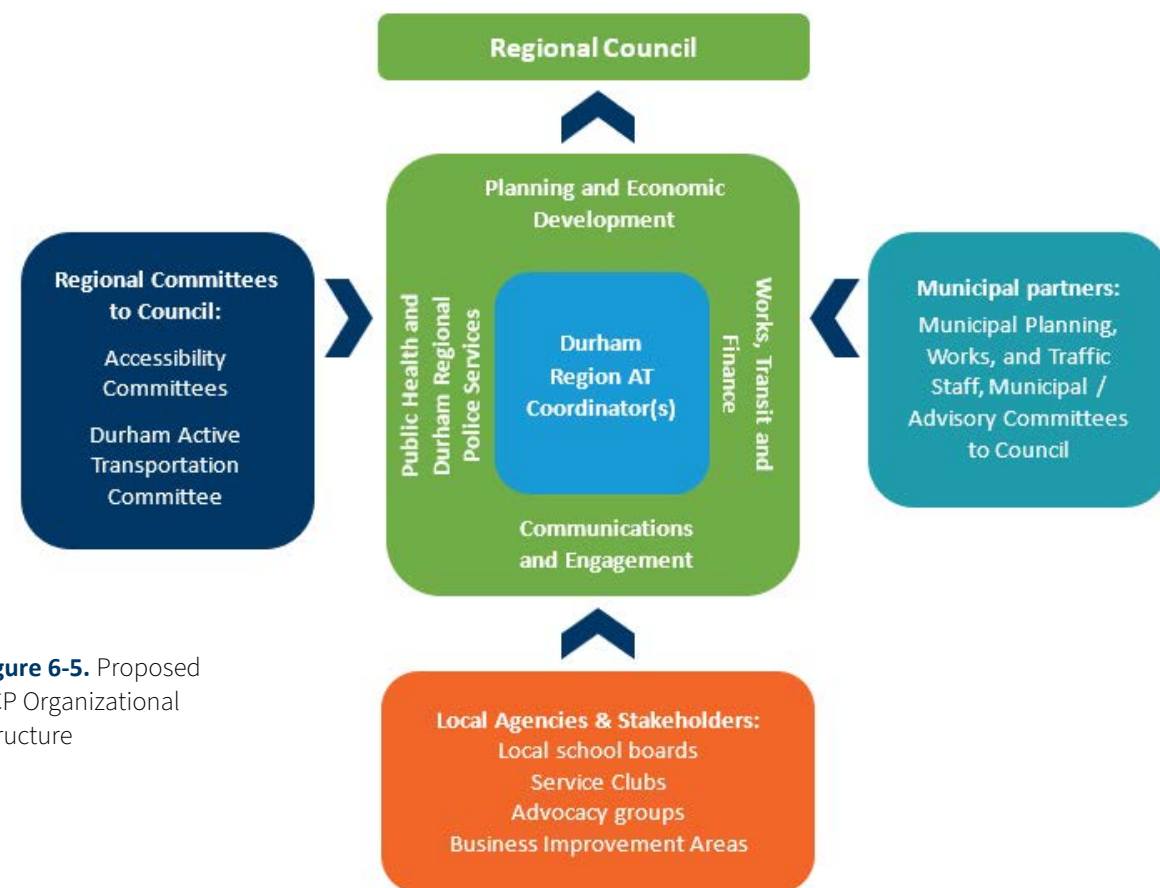 Regional Council
Planning and Economic
Development
Regional Committees
to Council:
Accessibility
Committees
Durham Active
Transportation
Committee
Public Health and
Durham Regional
Police Services
Durham
Region AT
Coordinator(s)
Works, Transit and
Finance
Municipal partners:
Municipal Planning,
Works, and Traffic
Staff, Municipal /
Advisory Committees
to Council
Communications
and Engagement
gure 6-5. Proposed
CP Organizational
ructure
Local Agencies & Stakeholders:
Local school boards
Service Clubs
Advocacy groups
Business Improvement Areas